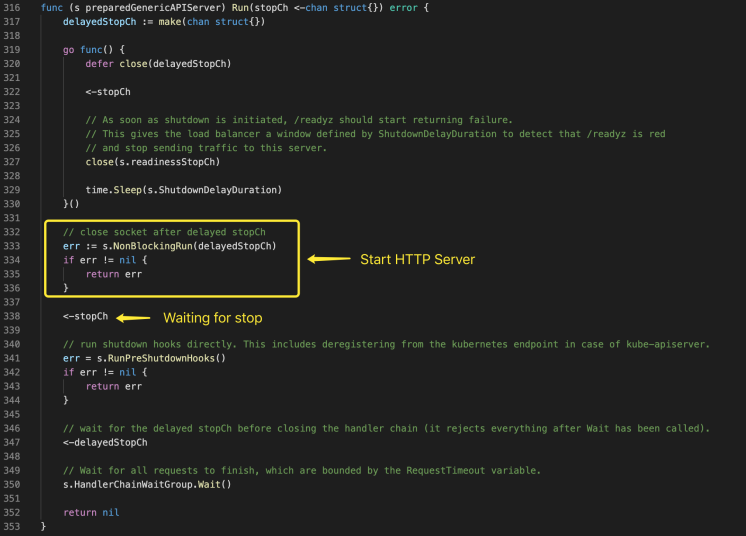 316 func (s preparedGenericAPIServer) Run(stopCh <-chan struct{}) error {
317     delayedStopCh := make(chan struct{})
318
319     go func() {
320         defer close(delayedStopCh)
321
322         <-stopCh
323
324         // As soon as shutdown is initiated, /readyz should start returning failure.
325         // This gives the load balancer a window defined by ShutdownDelayDuration to detect that /readyz is red
326         // and stop sending traffic to this server.
327         close(s.readinessStopCh)
328
329         time.Sleep(s.ShutdownDelayDuration)
330     }()
331
332     // close socket after delayed stopCh
333     err := s.NonBlockingRun(delayedStopCh)
334     if err != nil { Start HTTP Server
335         return err
336     }
337
338     <-stopCh Waiting for stop
339
340     // run shutdown hooks directly. This includes deregistering from the kubernetes endpoint in case of kube-apiserver.
341     err = s.RunPreShutdownHooks()
342     if err != nil {
343         return err
344     }
345
346     // wait for the delayed stopCh before closing the handler chain (it rejects everything after Wait has been called).
347     <-delayedStopCh
348
349     // Wait for all requests to finish, which are bounded by the RequestTimeout variable.
350     s.HandlerChainWaitGroup.Wait()
351
352     return nil
353 }